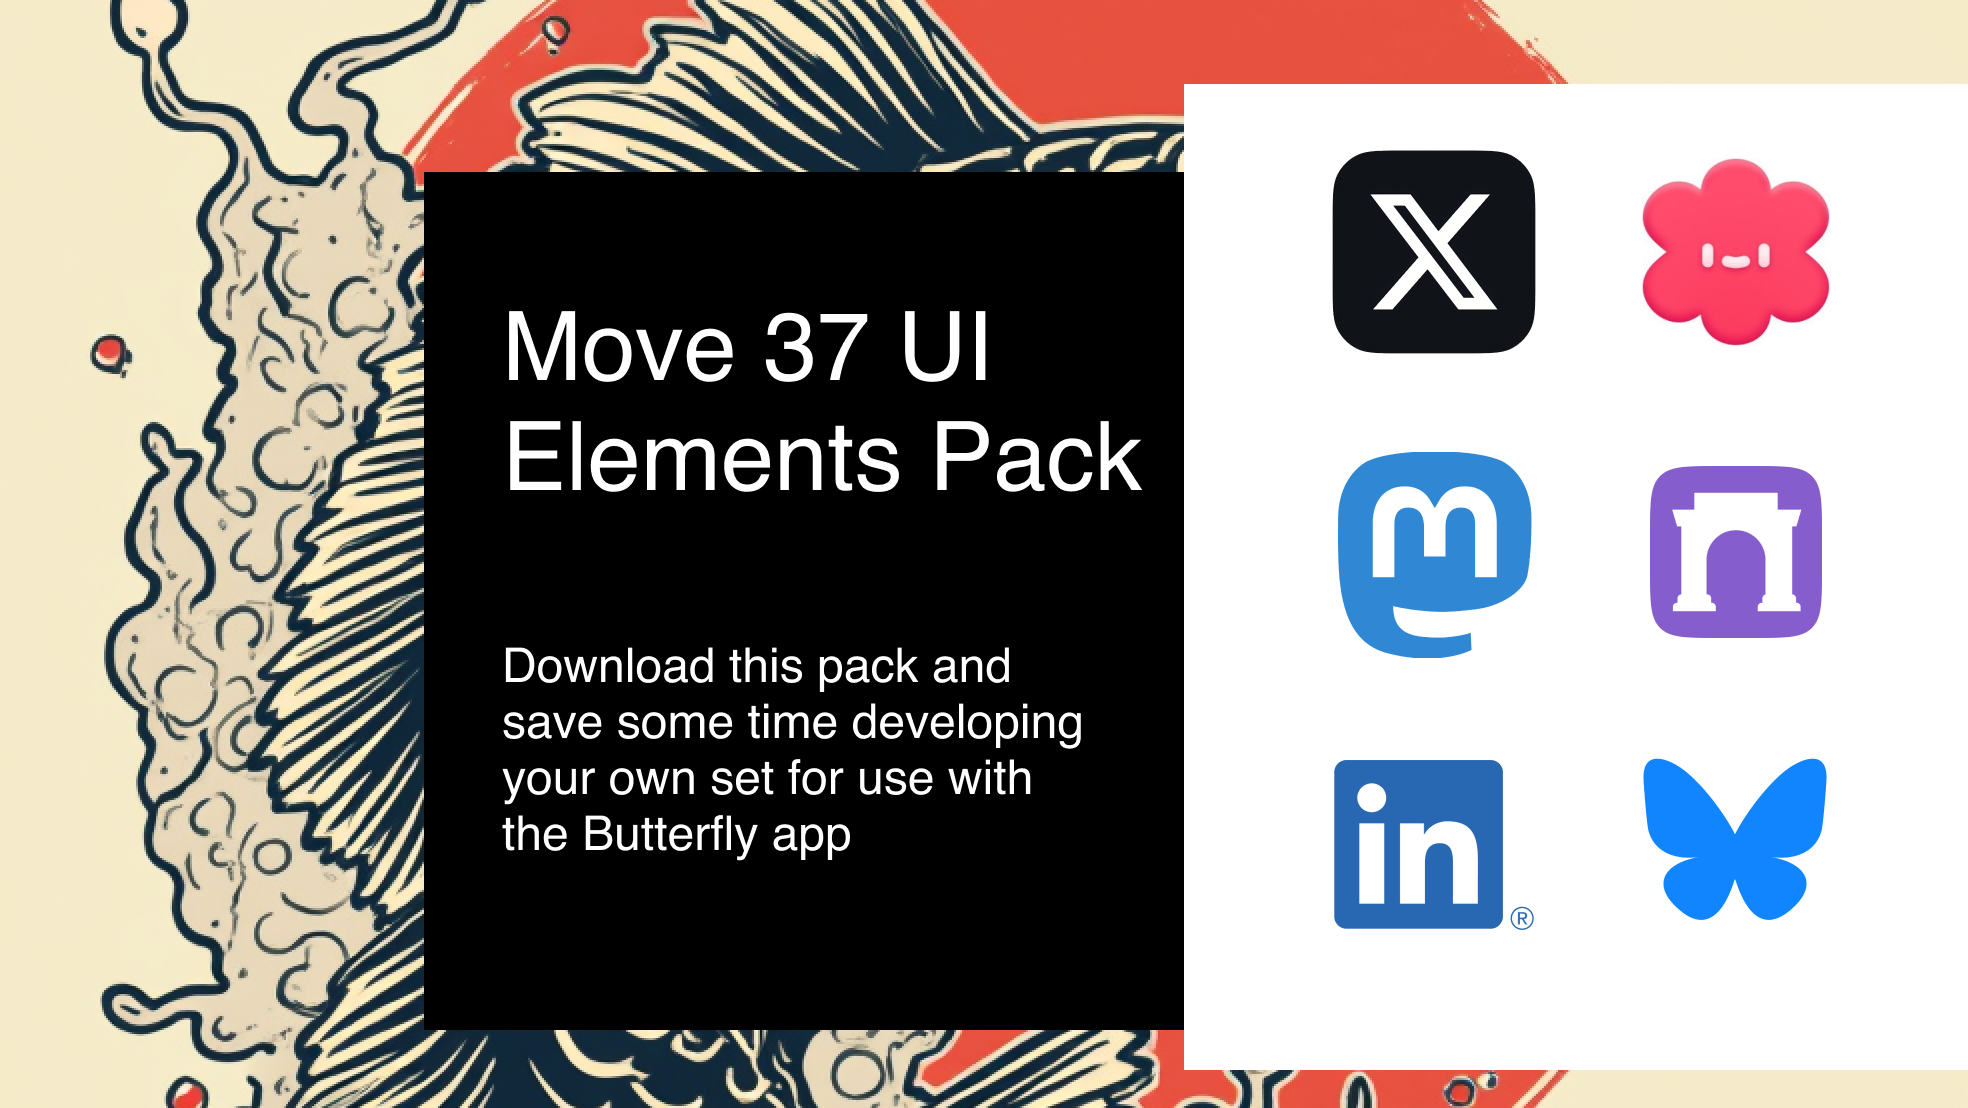 Move 37 UI
Elements Pack
Download this pack and
save some time developing
your own set for use with
the Butterfly app
X
m
in
®